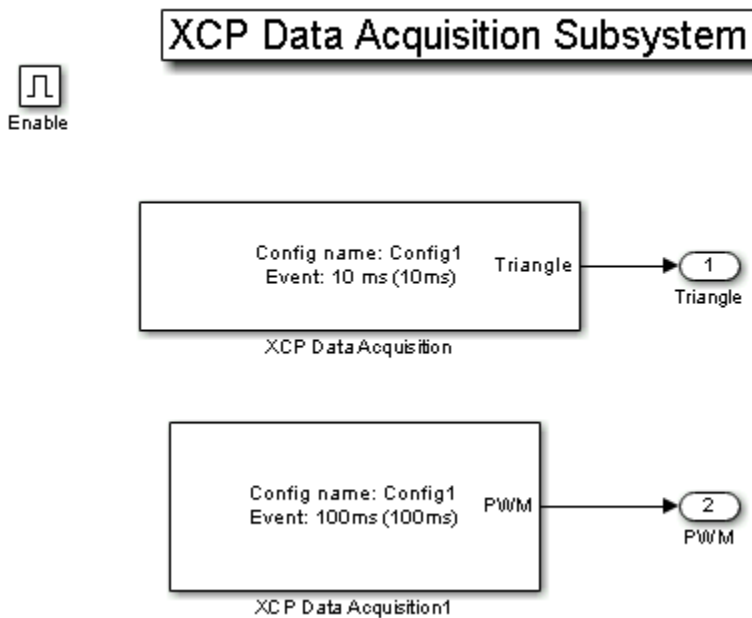 XCP Data Acquisition Subsystem
Enable
Config name: Config1
Event: 10 ms (10ms)
Triangle
1
Triangle
XCP Data Acquisition
Config name: Config1
Event: 100ms (100ms)
PWM
2
PWM
XCP Data Acquisition1